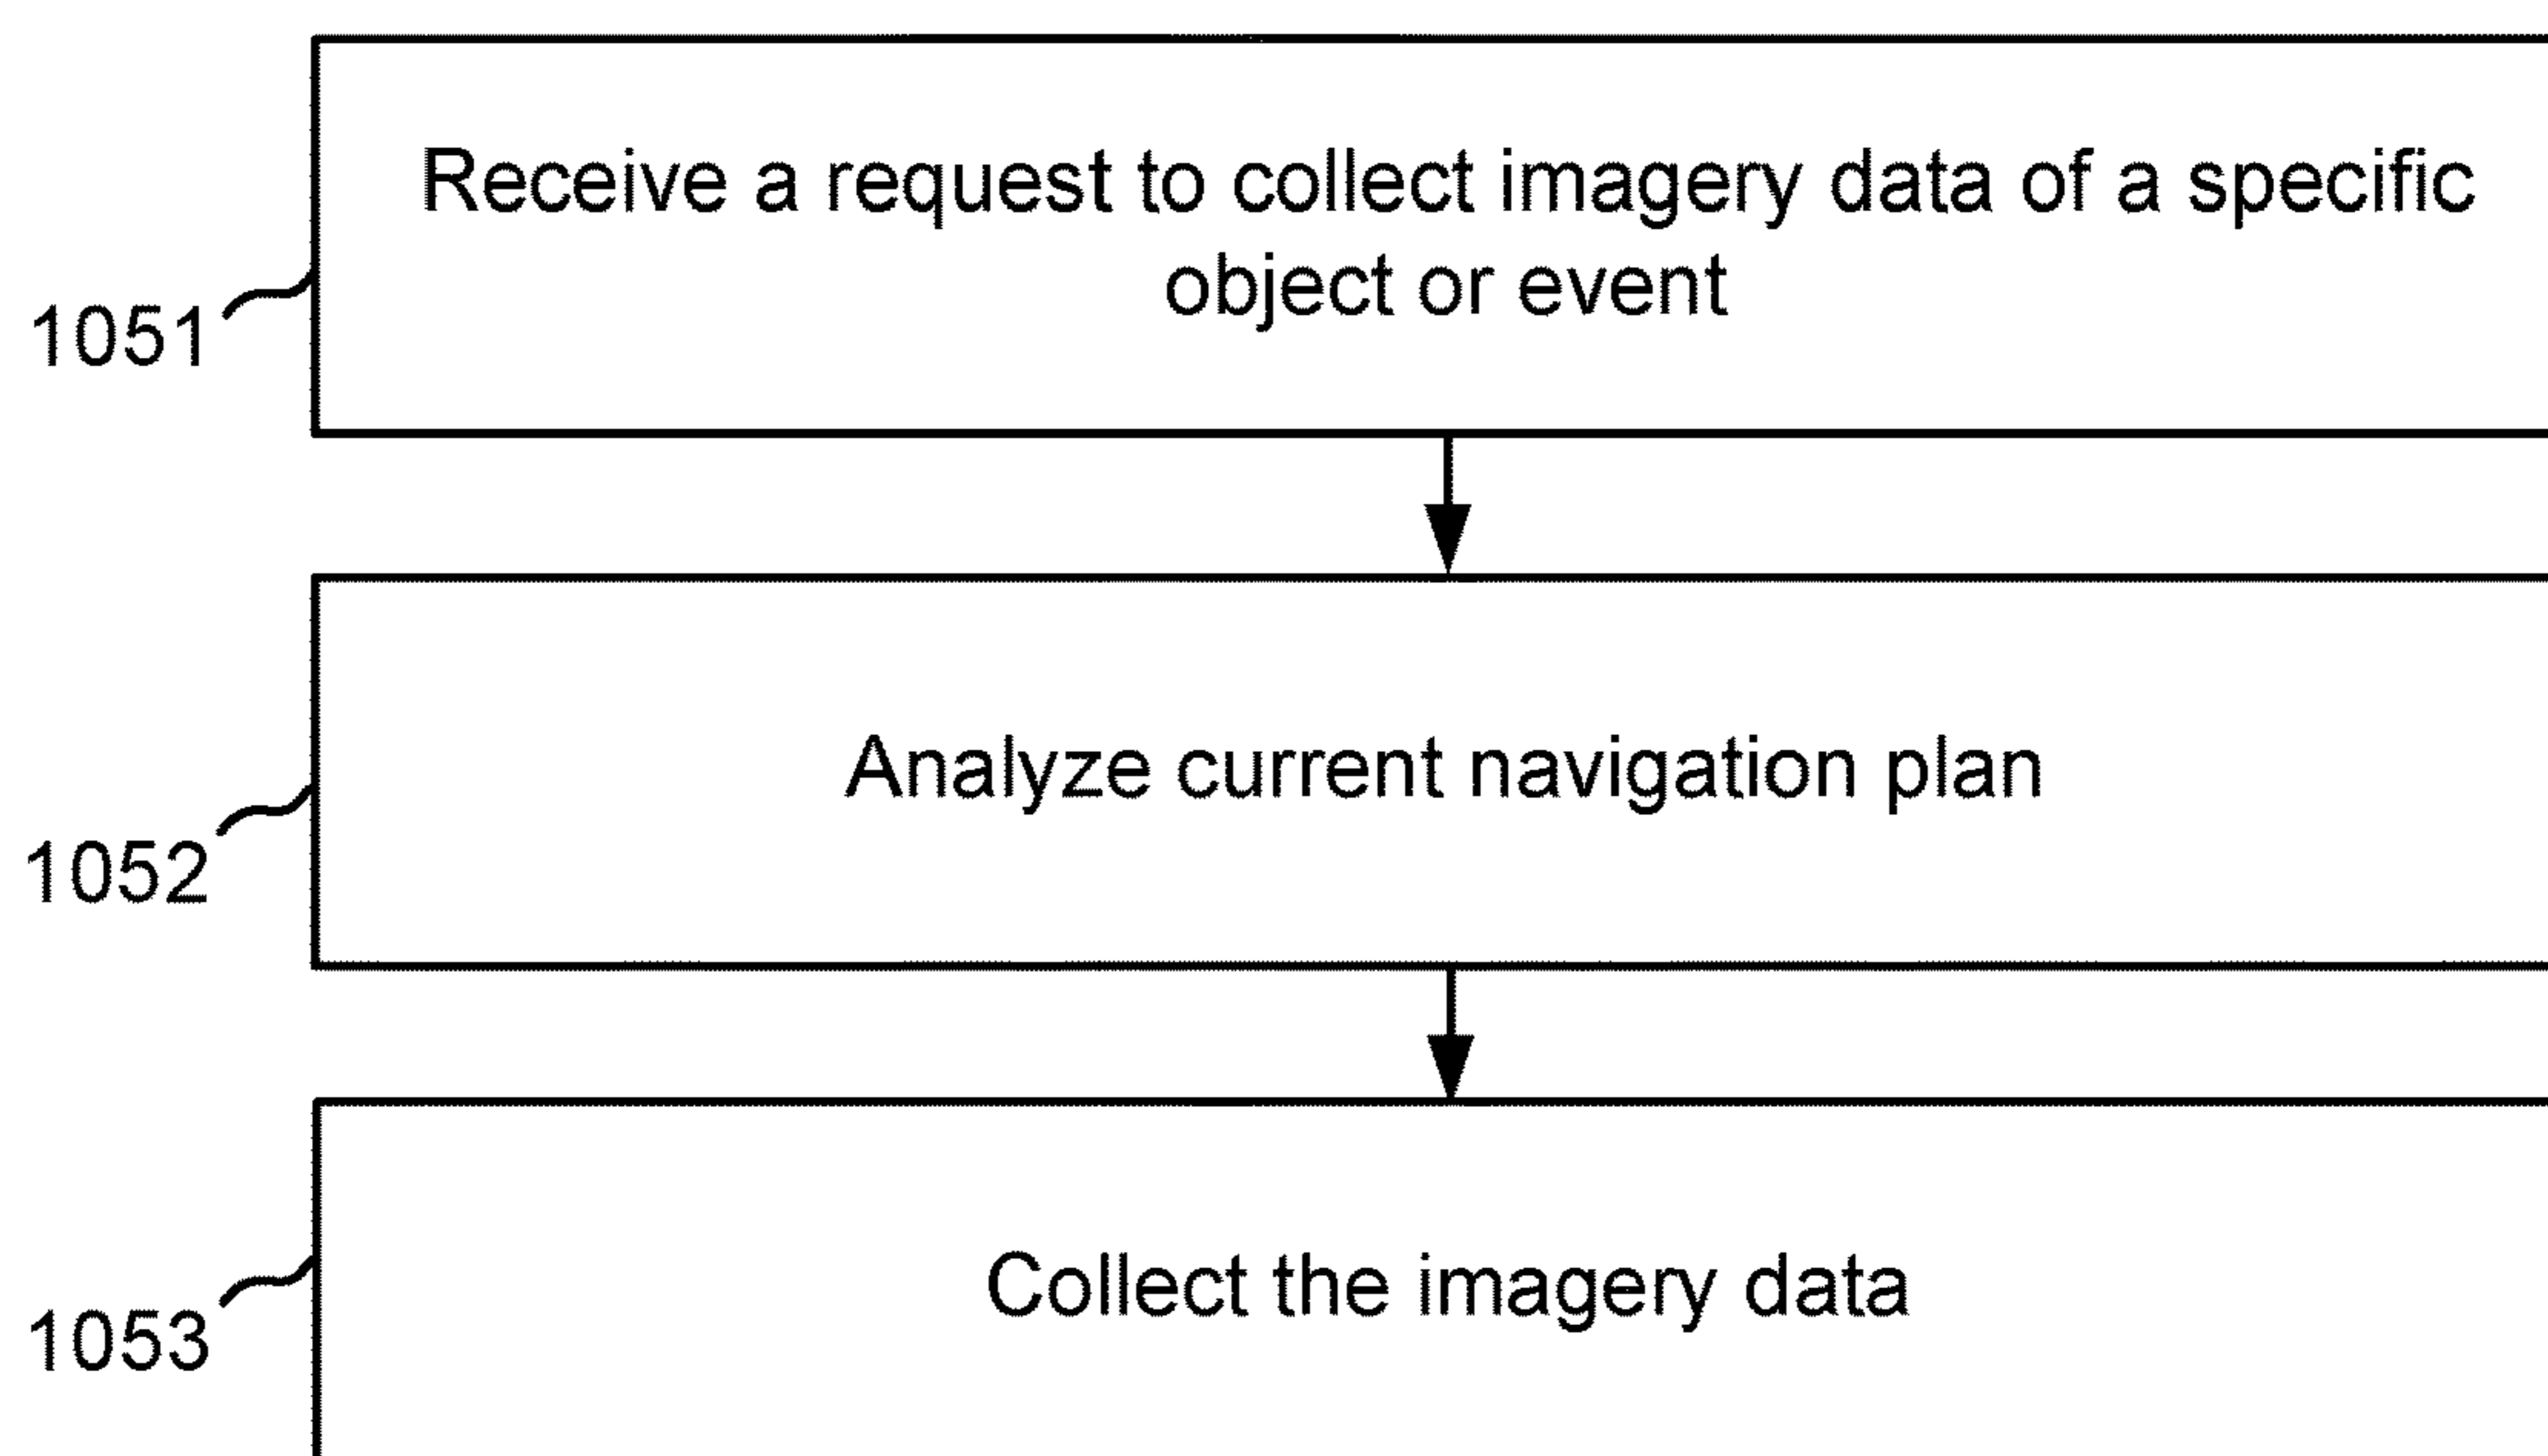 Receive a request to collect imagery data of a specific
object or event
1051
Analyze current navigation plan
1052
Collect the imagery data
1053